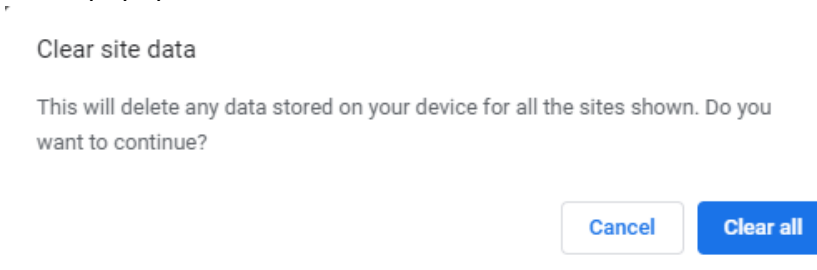 Clear site data
This will delete any data stored on your device for all the sites shown. Do you
want to continue?
Cancel
Clear all